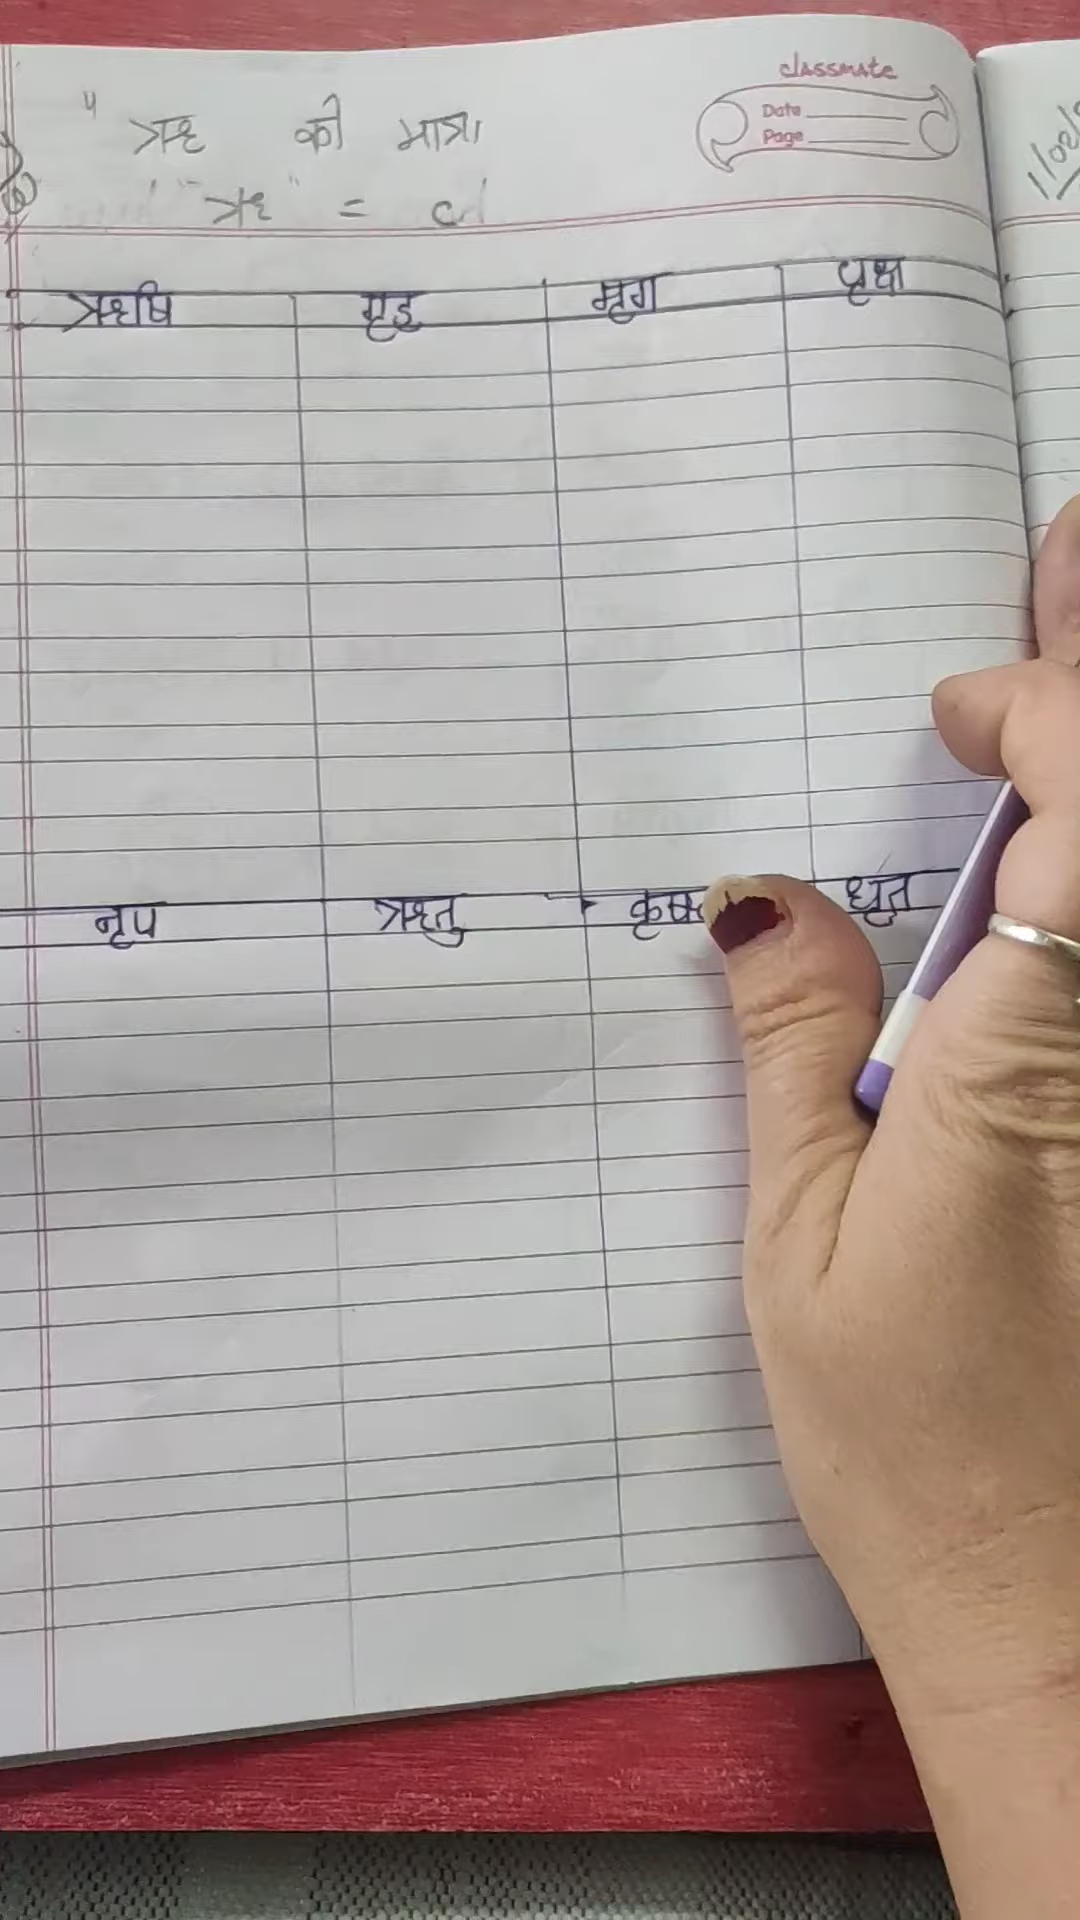 classmate
Date
Page
" ऋ की मात्रा
" ऋ " = ृ
ऋषि गृह मृग वृक्ष
नृप ऋतु धृत